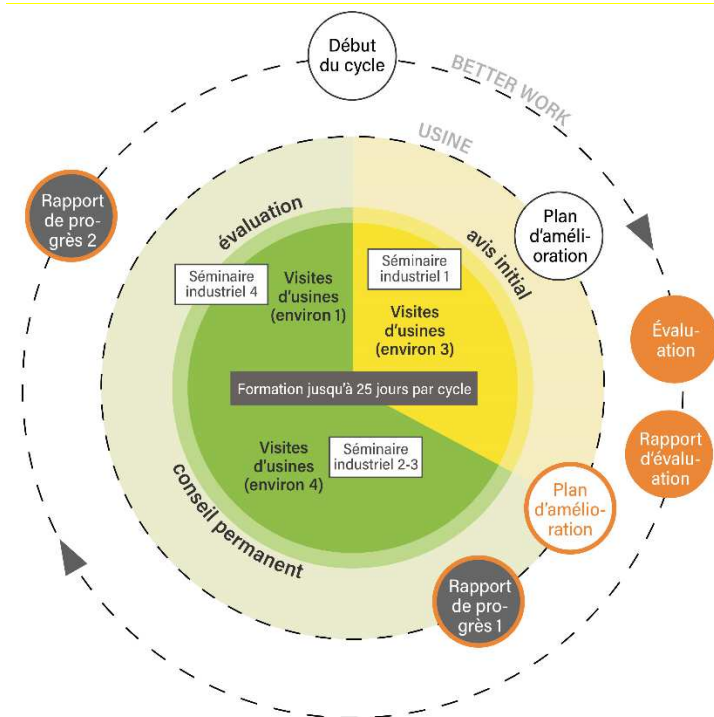 Début
du cycle
BETTER WORK
USINE
Rapport
de pro-
grès 2
Plan
d'améli-
oration
évaluation
avis initial
Séminaire
industriel 4
Visites
d'usines
(environ 1)
Séminaire
industriel 1
Visites
d'usines
(environ 3)
Évalu-
ation
Formation jusqu'à 25 jours par cycle
Rapport
d'évalu-
ation
Visites
d'usines
(environ 4)
Séminaire
industriel 2-3
conseil permanent
Plan
d'amélio-
ration
Rapport
de pro-
grès 1